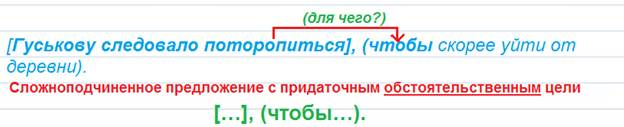 (для чего?)
[Гуськову следовало поторопиться], (чтобы скорее уйти от
деревни).
Сложноподчиненное предложение с придаточным обстоятельственным цели
[…], (чтобы…).